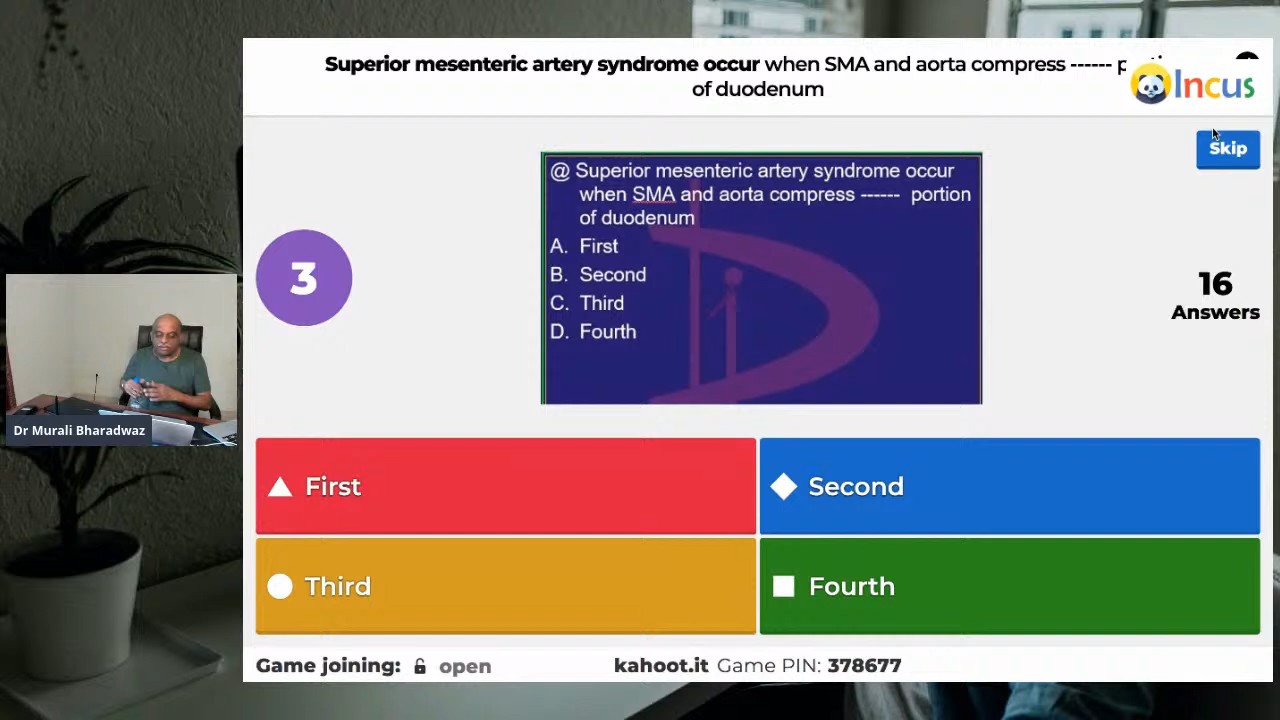 Superior mesenteric artery syndrome occur when SMA and aorta compress ------
of duodenum
Incus
Skip
@ Superior mesenteric artery syndrome occur
when SMA and aorta compress ------ portion
of duodenum
A. First
B. Second
C. Third
D. Fourth
3
16
Answers
Dr Murali Bharadwaz
First
Second
Third
Fourth
Game joining: open
kahoot.it Game PIN: 378677